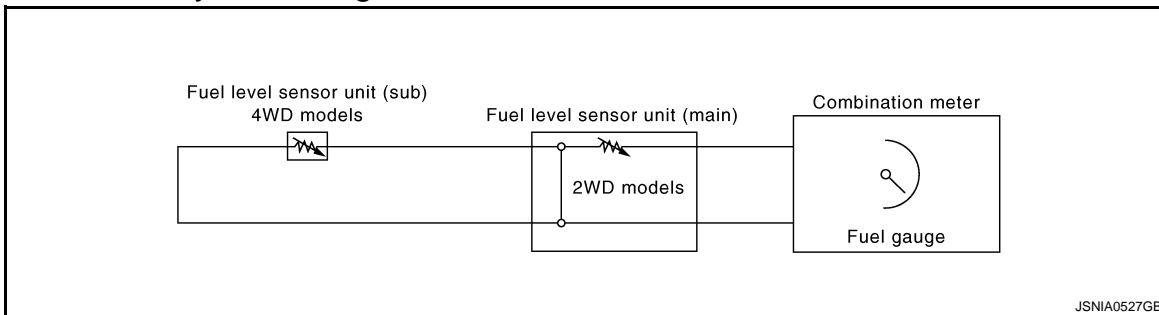 Fuel level sensor unit (sub)
4WD models
Fuel level sensor unit (main)
2WD models
Combination meter
Fuel gauge
JSNIA0527GB